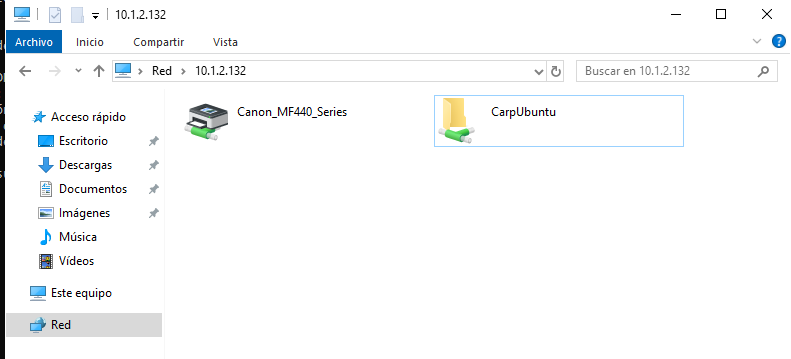 10.1.2.132
Archivo Inicio Compartir Vista
Red 10.1.2.132 Buscar en 10.1.2.132
Acceso rápido
Escritorio
Descargas
Documentos
Imágenes
Música
Vídeos
Este equipo
Red
Canon_MF440_Series
CarpUbuntu